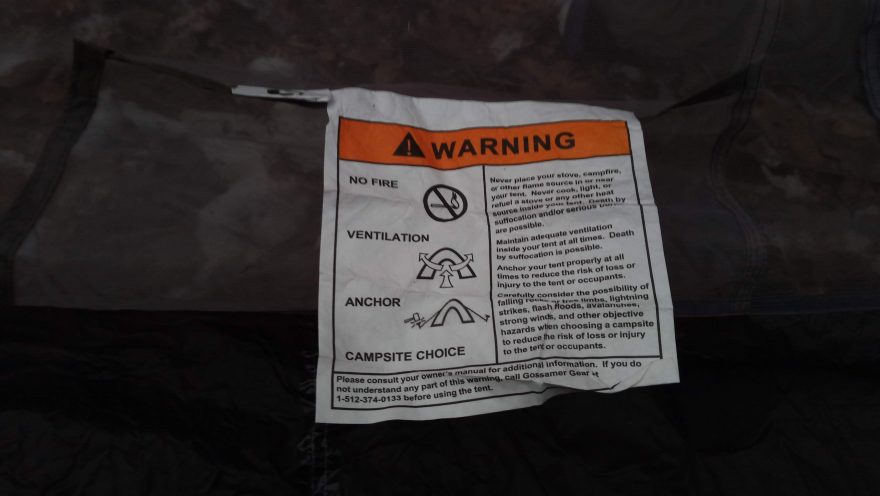 WARNING
NO FIRE
VENTILATION
ANCHOR
CAMPSITE CHOICE
Never place your stove, campfire,
or other flame source in or near
your tent. Never cook, light, or
refuel a stove or any other heat
source inside your tent. Death by
suffocation and/or serious
are possible.
Maintain adequate ventilation
inside your tent at all times. Death
by suffocation is possible.
Anchor your tent properly at all
times to reduce the risk of loss or
injury to the tent or occupants.
Carefully consider the possibility of
falling rocks or tree limbs, lightning
strikes, flash floods, avalanches,
strong winds, and other objective
hazards when choosing a campsite
to reduce the risk of loss or injury
to the tent or occupants.
Please consult your owner's manual for additional information. If you do
not understand any part of this warning, call Gossamer Gear at
1-512-374-0133 before using the tent.